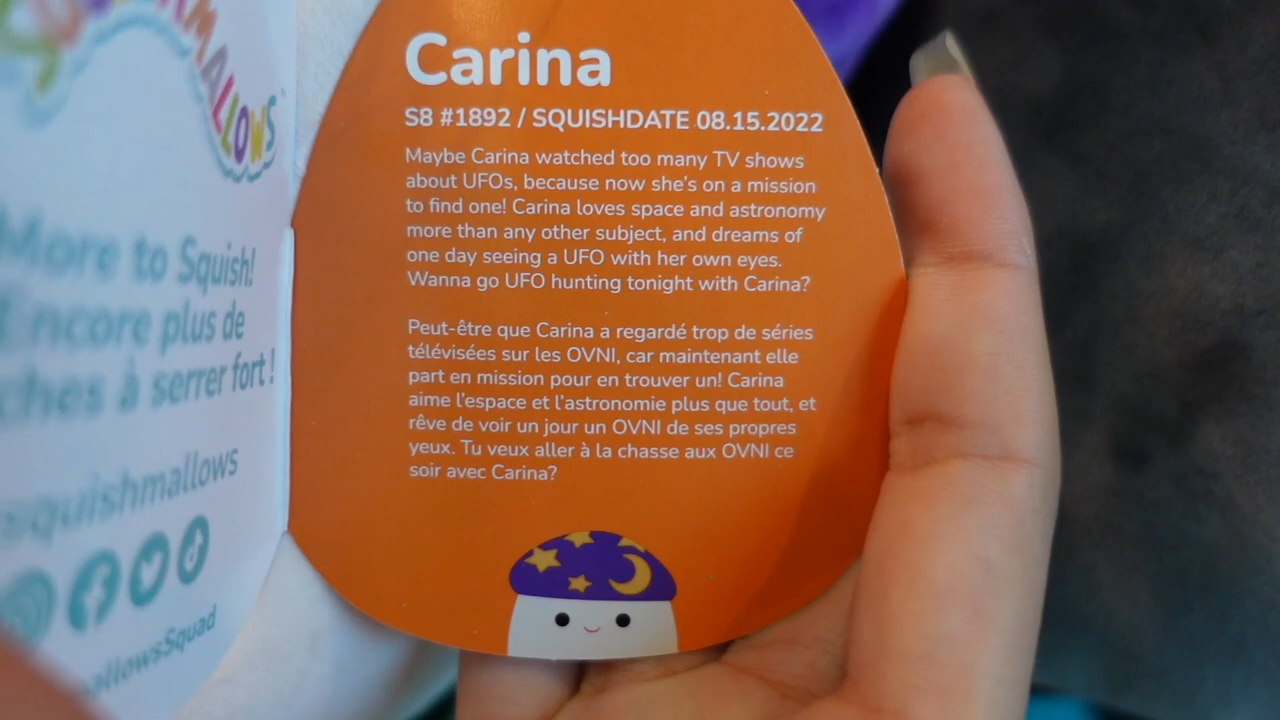 MALLOWS
More to Squish!
Encore plus de
ches à serrer fort !
squishmallows
mallowsSquad
Carina
S8 #1892 / SQUISHDATE 08.15.2022
Maybe Carina watched too many TV shows
about UFOs, because now she's on a mission
to find one! Carina loves space and astronomy
more than any other subject, and dreams of
one day seeing a UFO with her own eyes.
Wanna go UFO hunting tonight with Carina?
Peut-être que Carina a regardé trop de séries
télévisées sur les OVNI, car maintenant elle
part en mission pour en trouver un! Carina
aime l'espace et l'astronomie plus que tout, et
rêve de voir un jour un OVNI de ses propres
yeux. Tu veux aller à la chasse aux OVNI ce
soir avec Carina?